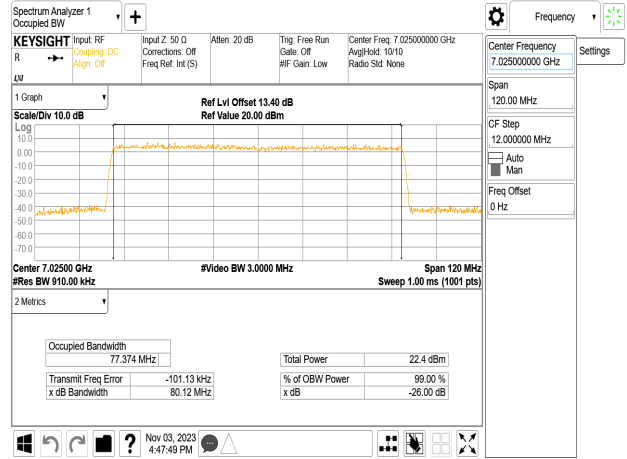 Spectrum Analyzer 1
Occupied BW
KEYSIGHT
R
Input: RF
Coupling: DC
Align: Off
Input Z: 50 Ω
Corrections: Off
Freq Ref: Int (S)
Atten: 20 dB
Trig: Free Run
Gate: Off
#IF Gain: Low
Center Freq: 7.025000000 GHz
Avg|Hold: 10/10
Radio Std: None
1 Graph
Scale/Div 10.0 dB
Ref Lvl Offset 13.40 dB
Ref Value 20.00 dBm
Log
10.0
0.00
-10.0
-20.0
-30.0
-40.0
-50.0
-60.0
-70.0
Center 7.02500 GHz
#Res BW 910.00 kHz
#Video BW 3.0000 MHz
Span 120 MHz
Sweep 1.00 ms (1001 pts)
2 Metrics
Occupied Bandwidth
77.374 MHz
Transmit Freq Error -101.13 kHz
x dB Bandwidth 80.12 MHz
Total Power 22.4 dBm
% of OBW Power 99.00 %
x dB -26.00 dB
Nov 03, 2023
4:47:49 PM
?
Frequency
Settings
Center Frequency
7.025000000 GHz
Span
120.00 MHz
CF Step
12.000000 MHz
Auto
Man
Freq Offset
0 Hz